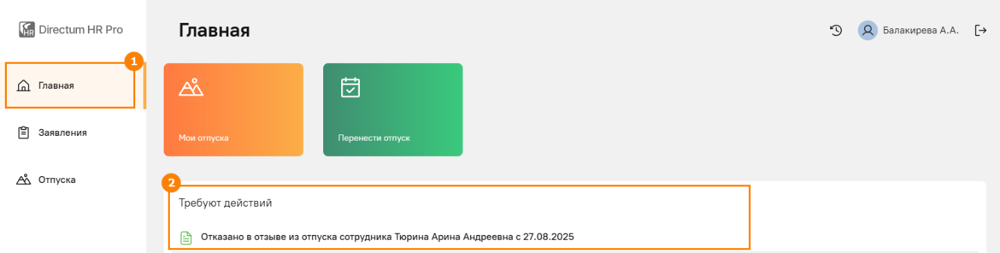 HR Directum HR Pro
Главная
Балакирева А.А.
1
Главная
Заявления
Отпуска
Мои отпуска
Перенести отпуск
2
Требуют действий
Отказано в отзыве из отпуска сотрудника Тюрина Арина Андреевна с 27.08.2025